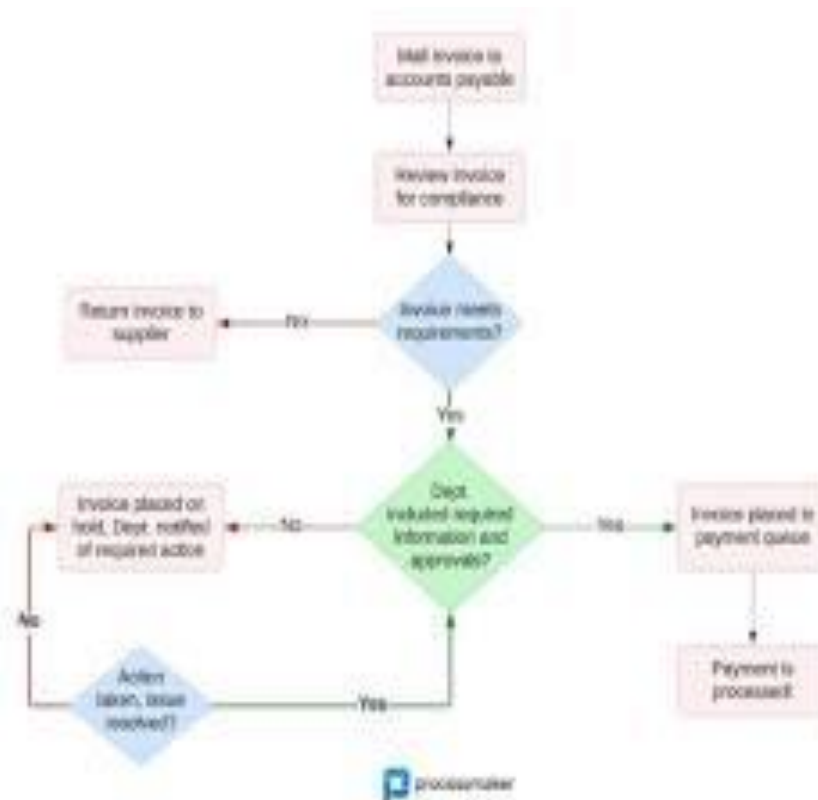 Mail invoice to
accounts payable
Review invoice
for compliance
Invoice meets
requirements?
No
Return invoice to
supplier
Yes
Dept.
included required
information and
approvals?
No
Invoice placed on
hold, Dept. notified
of required action
Yes
Invoice placed in
payment queue
No
Action
taken, issue
resolved?
Yes
Payment is
processed
processmaker